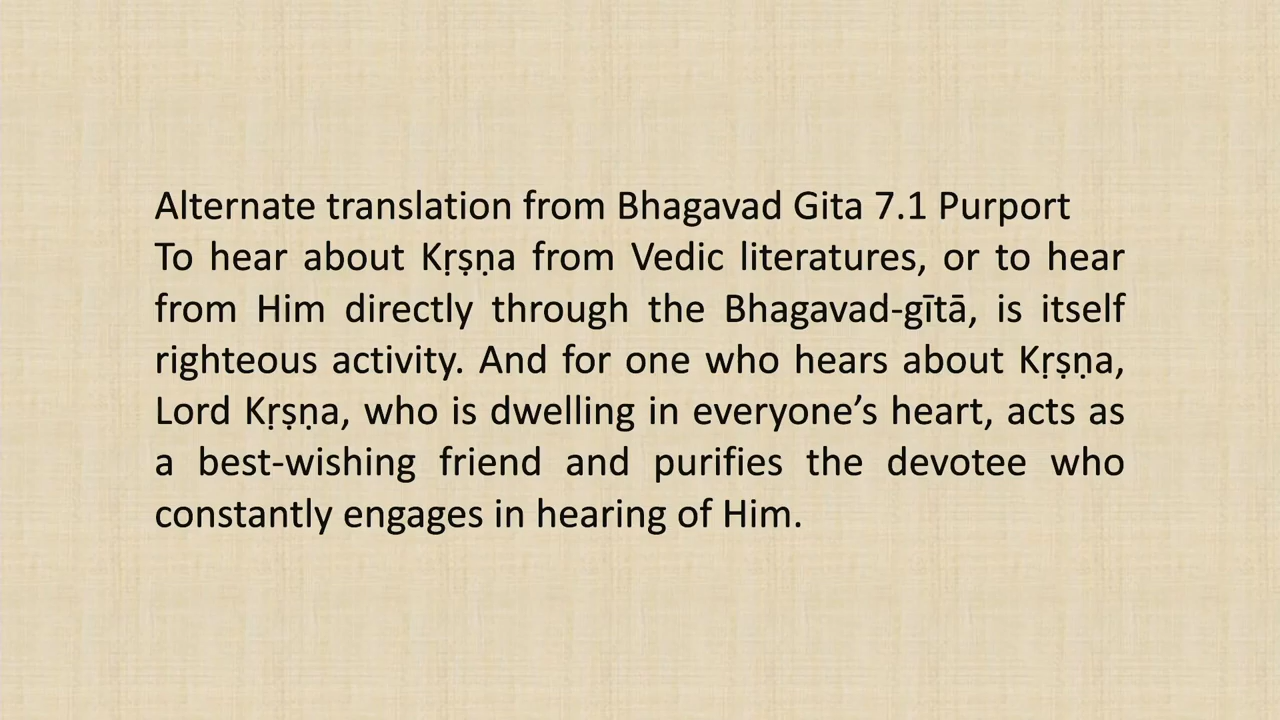 Alternate translation from Bhagavad Gita 7.1 Purport
To hear about Kṛṣṇa from Vedic literatures, or to hear
from Him directly through the Bhagavad-gītā, is itself
righteous activity. And for one who hears about Kṛṣṇa,
Lord Kṛṣṇa, who is dwelling in everyone’s heart, acts as
a best-wishing friend and purifies the devotee who
constantly engages in hearing of Him.